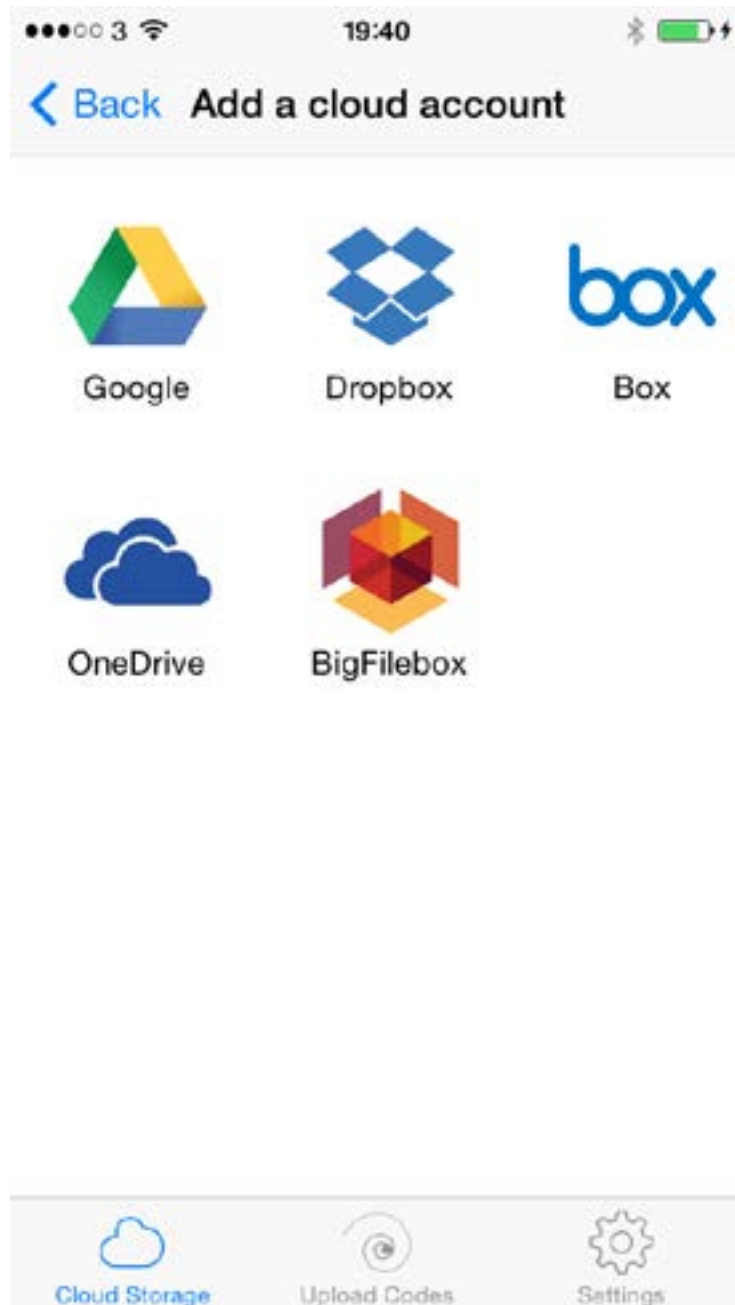 3 19:40
Back Add a cloud account
box
Google Dropbox Box
OneDrive BigFilebox
Cloud Storage Upload Codes Settings